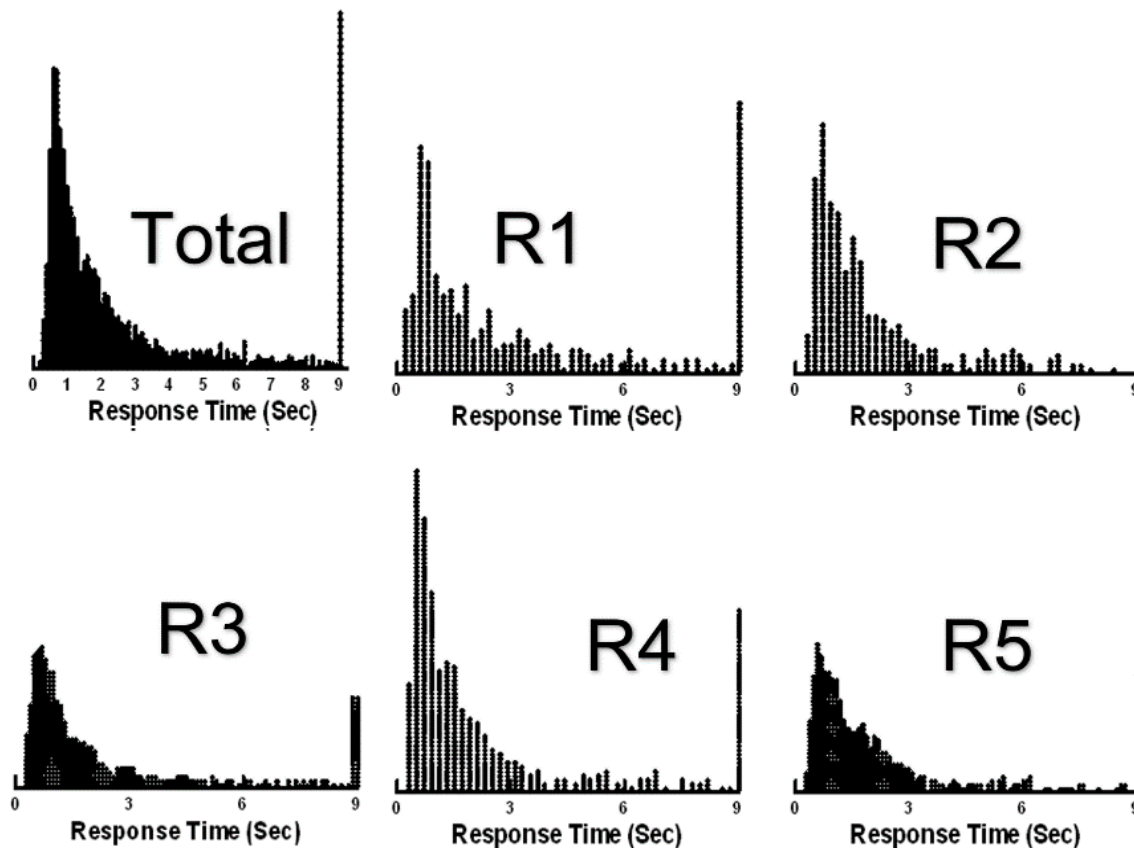 Total
0 1 2 3 4 5 6 7 8 9
Response Time (Sec)
R1
0 3 6 9
Response Time (Sec)
R2
0 3 6 9
Response Time (Sec)
R3
0 3 6 9
Response Time (Sec)
R4
0 3 6 9
Response Time (Sec)
R5
0 3 6 9
Response Time (Sec)